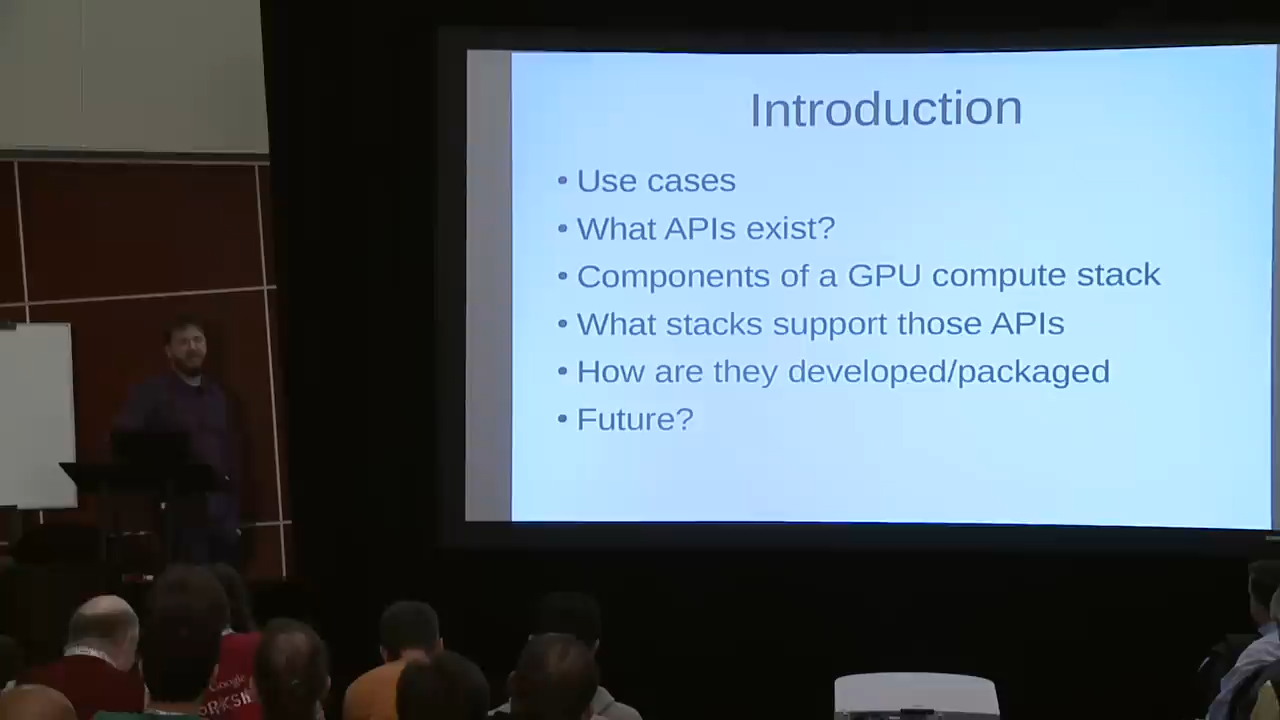 Introduction
• Use cases
• What APIs exist?
• Components of a GPU compute stack
• What stacks support those APIs
• How are they developed/packaged
• Future?
Google